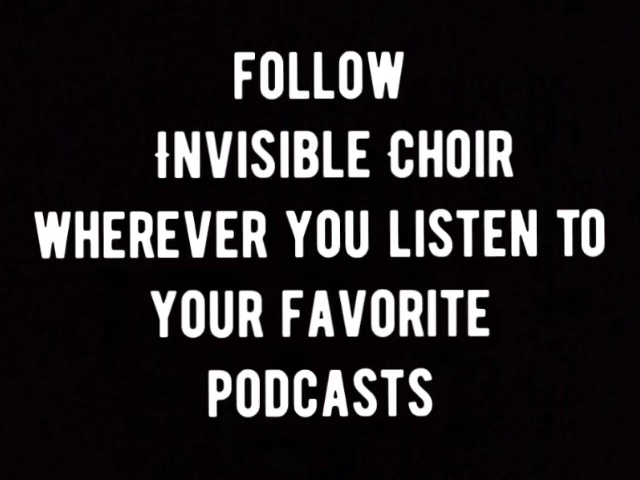 FOLLOW
INVISIBLE CHOIR
WHEREVER YOU LISTEN TO
YOUR FAVORITE
PODCASTS